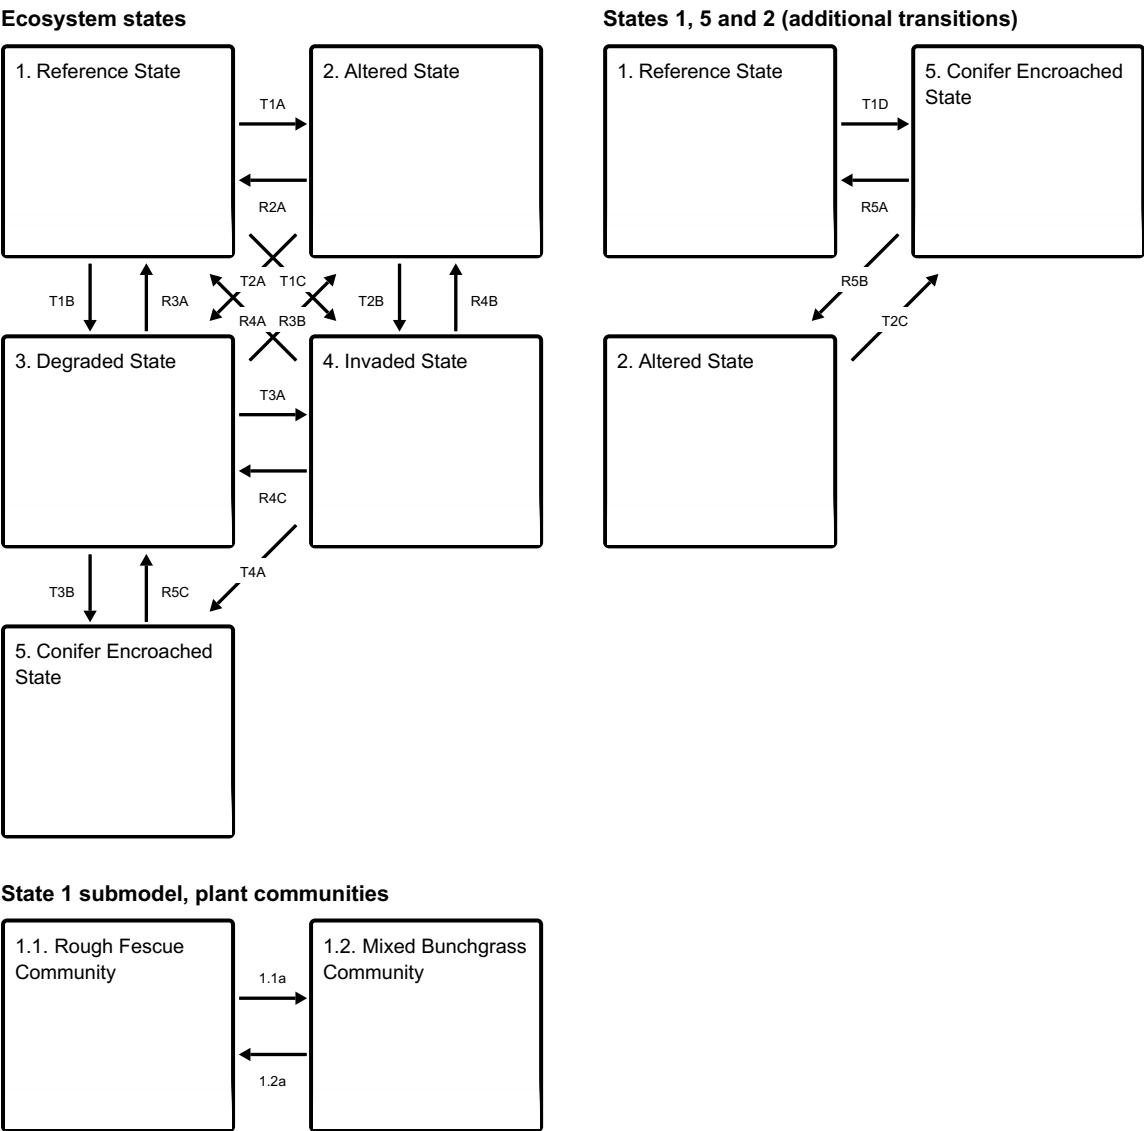 Ecosystem states
1. Reference State
2. Altered State
T1A
R2A
T2A
T1C
T1B
R3A
T2B
R4B
R4A
R3B
3. Degraded State
4. Invaded State
T3A
R4C
T4A
T3B
R5C
5. Conifer Encroached
State
States 1, 5 and 2 (additional transitions)
1. Reference State
5. Conifer Encroached
State
T1D
R5A
R5B
T2C
2. Altered State
State 1 submodel, plant communities
1.1. Rough Fescue
Community
1.2. Mixed Bunchgrass
Community
1.1a
1.2a